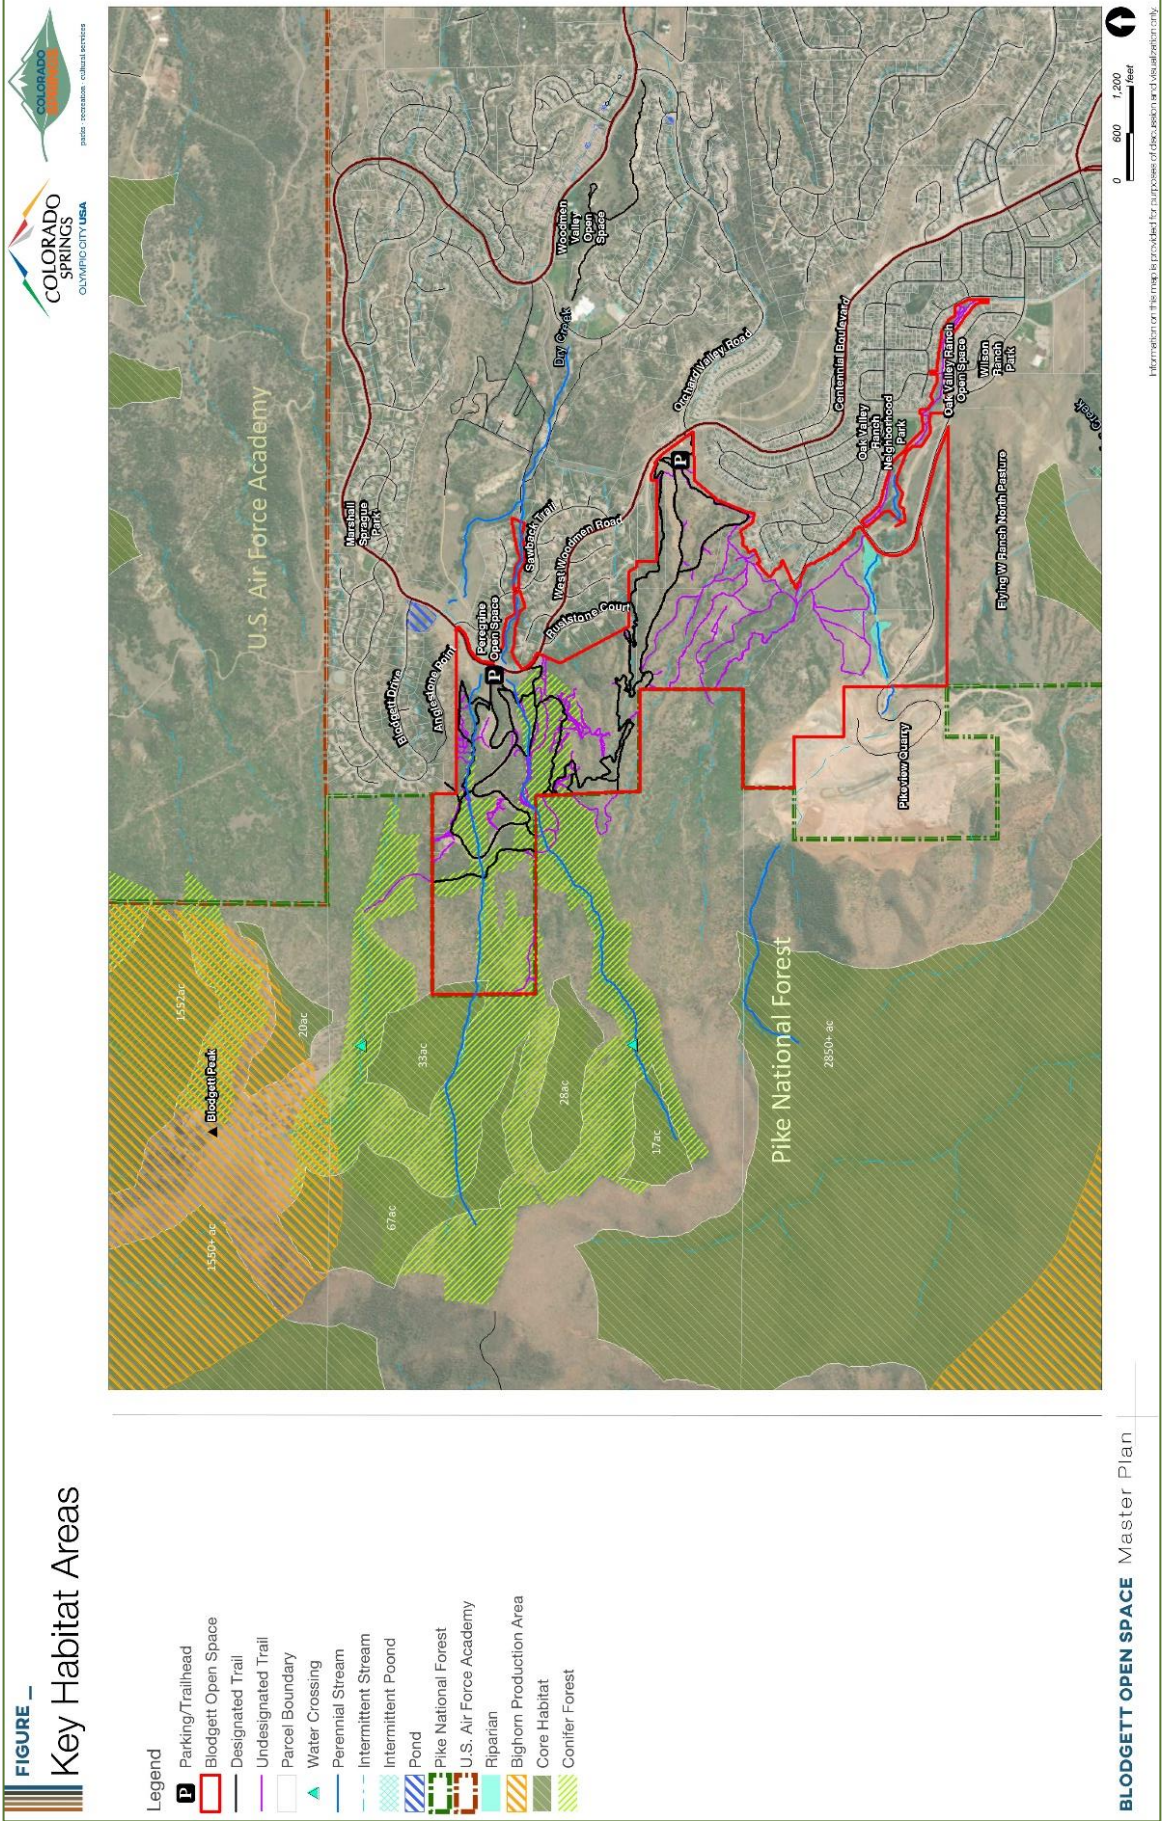 FIGURE _
Key Habitat Areas
COLORADO
SPRINGS
OLYMPIC CITY USA
COLORADO
SPRINGS
parks · recreation · cultural services
Legend
P Parking/Trailhead
Blodgett Open Space
Designated Trail
Undesignated Trail
Parcel Boundary
Water Crossing
Perennial Stream
Intermittent Stream
Intermittent Poond
Pond
Pike National Forest
U.S. Air Force Academy
Riparian
Bighorn Production Area
Core Habitat
Conifer Forest
U.S. Air Force Academy
1552ac
Blodgett Peak
1550+ ac
20ac
Marshall
Sprague
Park
Blodgett Drive
Anglestone Point
33ac
67ac
Peregrine
Open Space
P
Sawback Trail
Dry Creek
Woodmen
Valley
Open
Space
West Woodmen Road
Ruststone Court
28ac
17ac
P
Orchard Valley Road
Pike National Forest
2850+ ac
Centennial Boulevard
Oak Valley
Ranch
Neighborhood
Park
Pikeview Quarry
Oak Valley Ranch
Open Space
Wilson
Ranch
Park
Flying W Ranch North Pasture
Creek
BLODGETT OPEN SPACE Master Plan
0 600 1,200
feet
Information on this map is provided for purposes of discussion and visualization only.